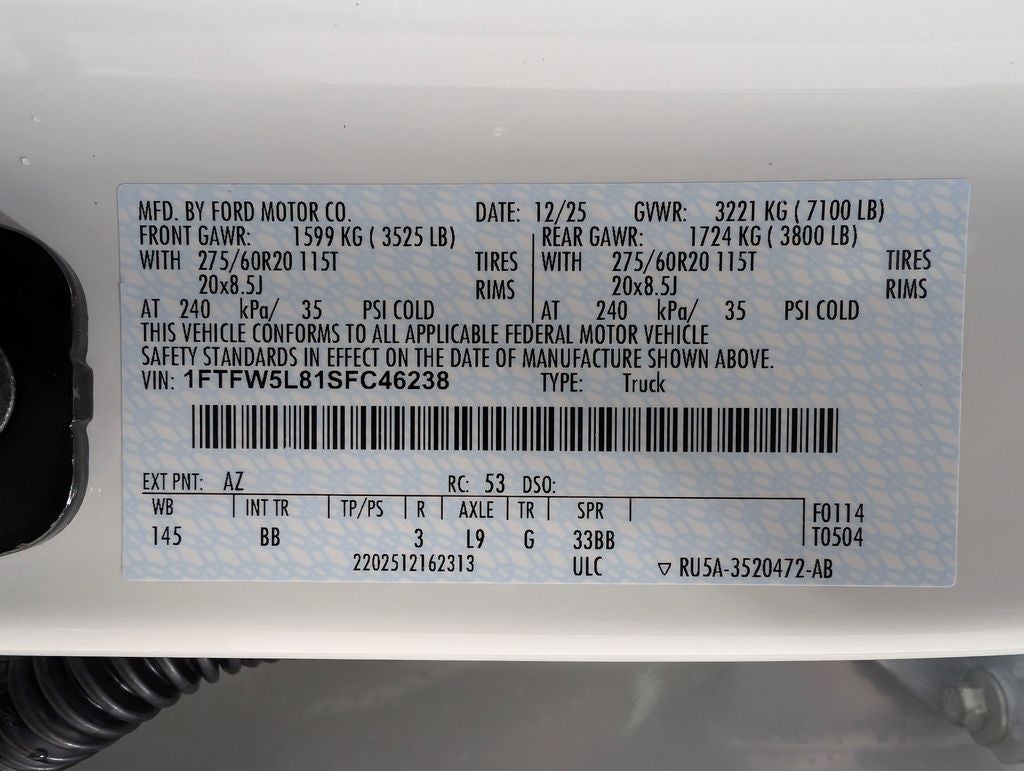 MFD. BY FORD MOTOR CO. DATE: 12/25 GVWR: 3221 KG ( 7100 LB)
FRONT GAWR: 1599 KG ( 3525 LB) REAR GAWR: 1724 KG ( 3800 LB)
WITH 275/60R20 115T TIRES WITH 275/60R20 115T TIRES
20x8.5J RIMS 20x8.5J RIMS
AT 240 kPa/ 35 PSI COLD AT 240 kPa/ 35 PSI COLD
THIS VEHICLE CONFORMS TO ALL APPLICABLE FEDERAL MOTOR VEHICLE
SAFETY STANDARDS IN EFFECT ON THE DATE OF MANUFACTURE SHOWN ABOVE.
VIN: 1FTFW5L81SFC46238 TYPE: Truck
EXT PNT: AZ RC: 53 DSO:
WB INT TR TP/PS R AXLE TR SPR F0114
145 BB 3 L9 G 33BB T0504
2202512162313 ULC ▽ RU5A-3520472-AB